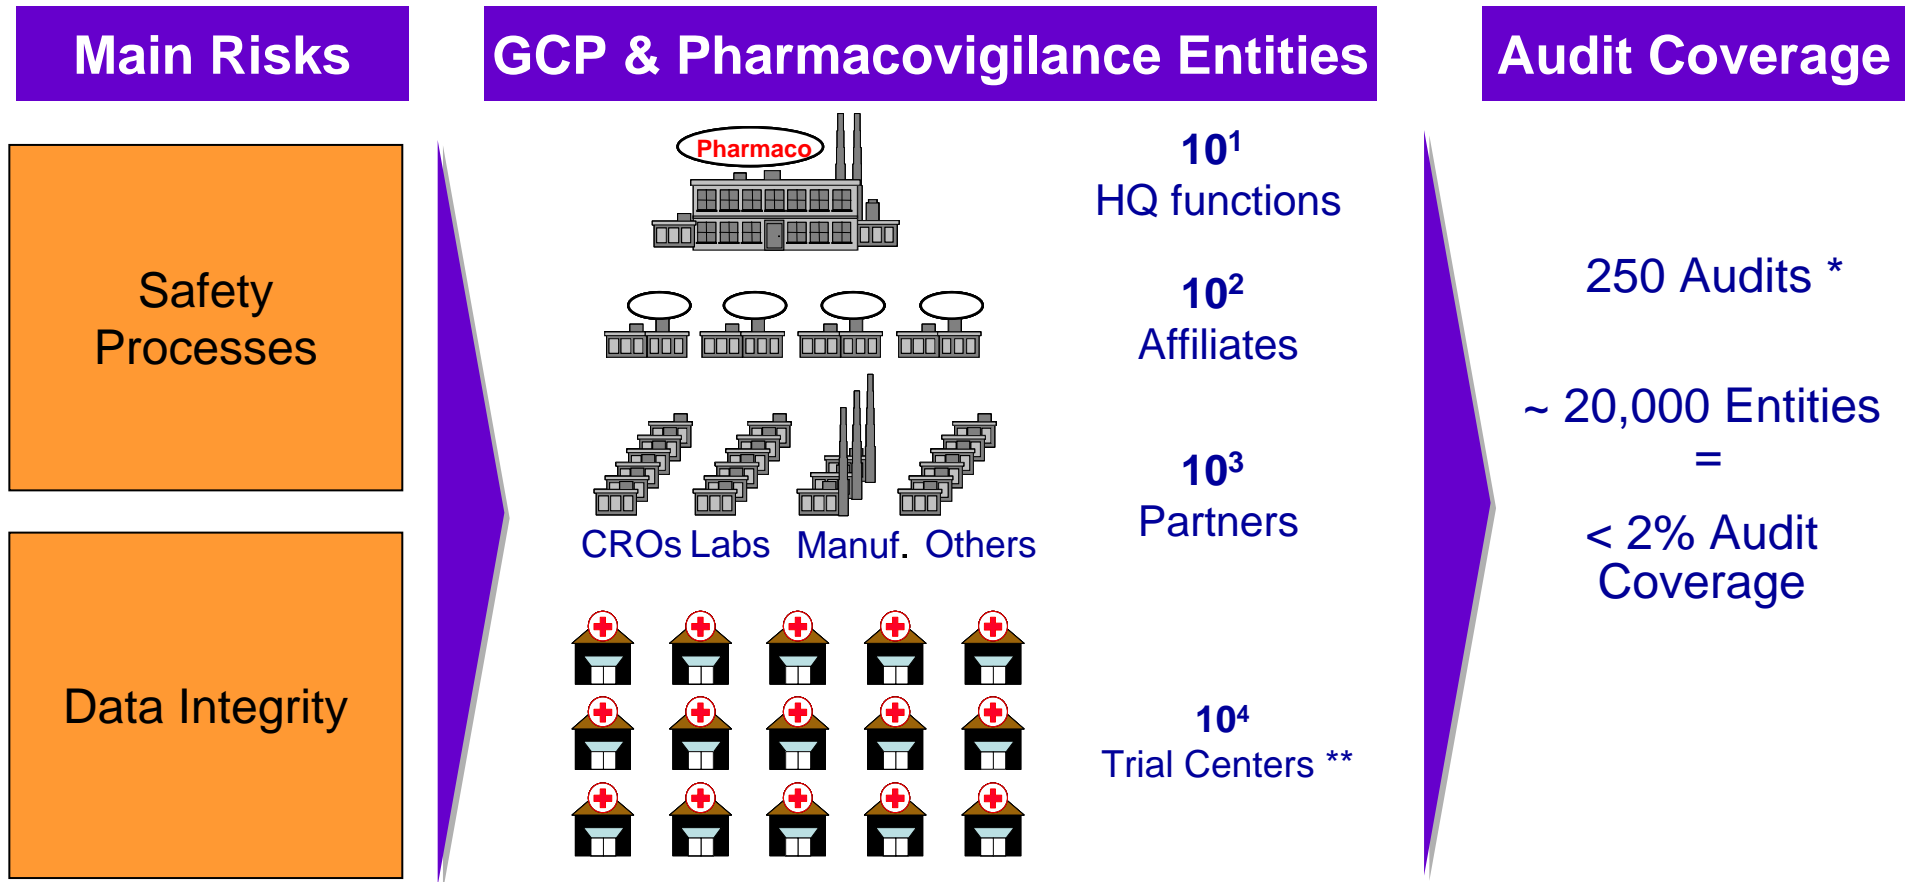 Main Risks
GCP & Pharmacovigilance Entities
Audit Coverage
Safety
Processes
Data Integrity
Pharmaco
10¹
HQ functions
10²
Affiliates
10³
Partners
CROs Labs Manuf. Others
10⁴
Trial Centers **
250 Audits *
~ 20,000 Entities
=
< 2% Audit
Coverage